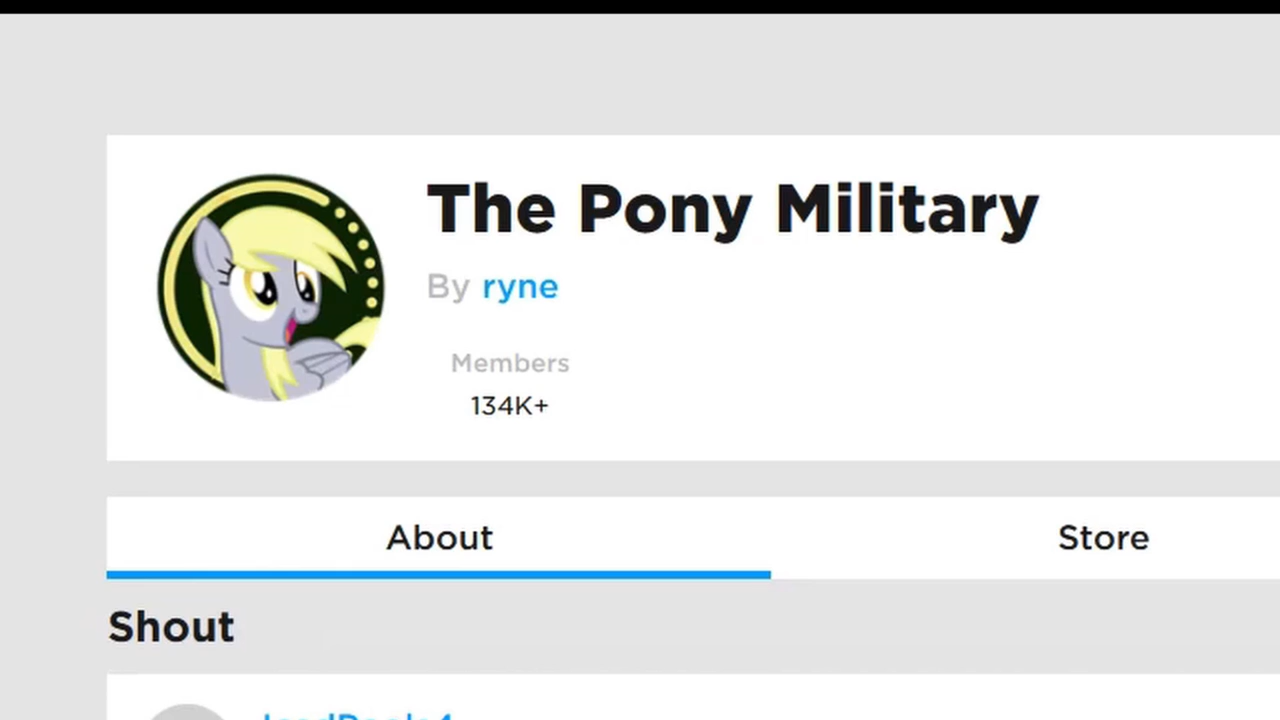 The Pony Military
By ryne
Members
134K+
About
Store
Shout